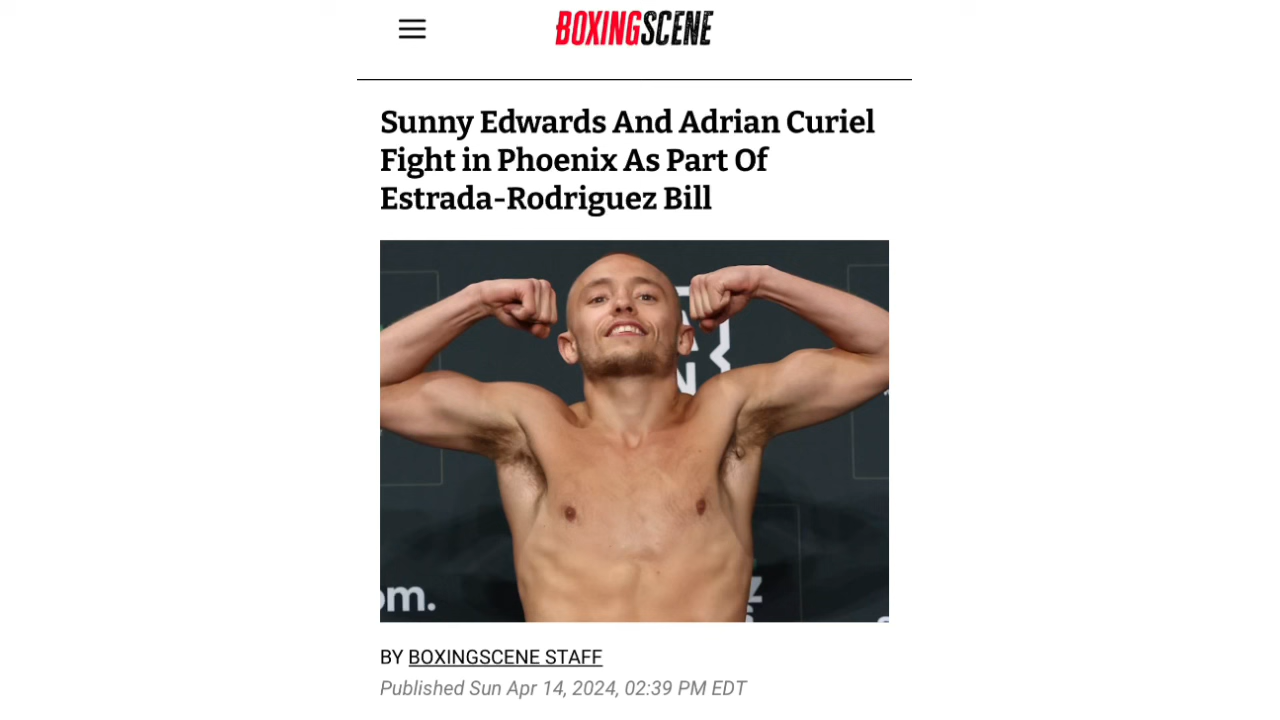 BOXINGSCENE
Sunny Edwards And Adrian Curiel
Fight in Phoenix As Part Of
Estrada-Rodriguez Bill
A
N
om.
Z
S
BY BOXINGSCENE STAFF
Published Sun Apr 14, 2024, 02:39 PM EDT